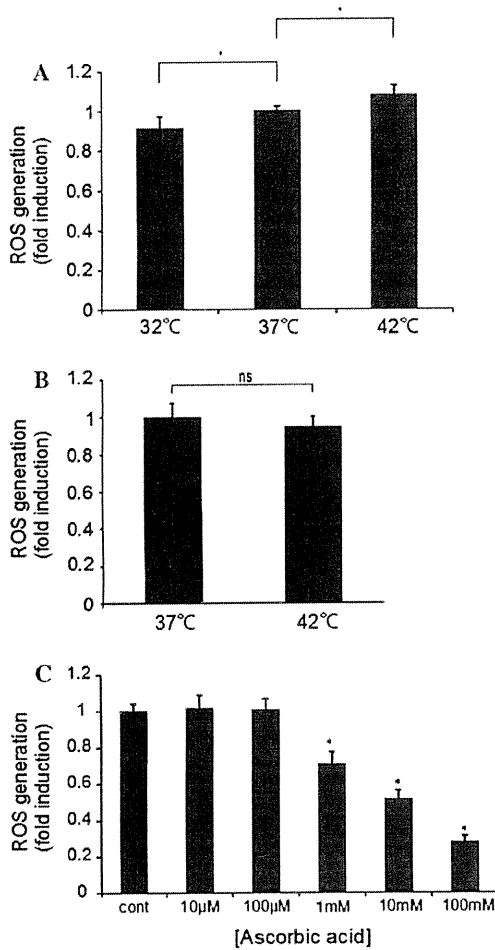 A
* *
1.2
1
0.8
0.6
0.4
0.2
0
ROS generation
(fold induction)
32℃ 37℃ 42℃
B
ns
1.2
1
0.8
0.6
0.4
0.2
0
ROS generation
(fold induction)
37℃ 42℃
C
1.2
1
0.8
0.6
0.4
0.2
0
ROS generation
(fold induction)
* * *
cont 10μM 100μM 1mM 10mM 100mM
[Ascorbic acid]